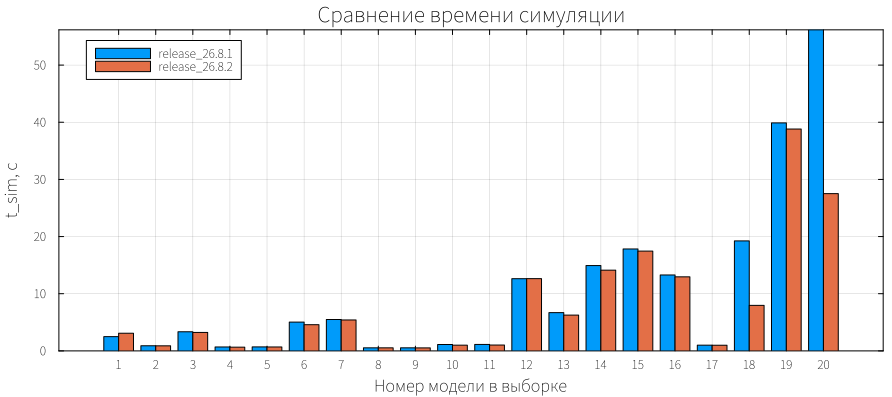 Сравнение времени симуляции
release_26.8.1
release_26.8.2
t_sim, с
50
40
30
20
10
0
1 2 3 4 5 6 7 8 9 10 11 12 13 14 15 16 17 18 19 20
Номер модели в выборке